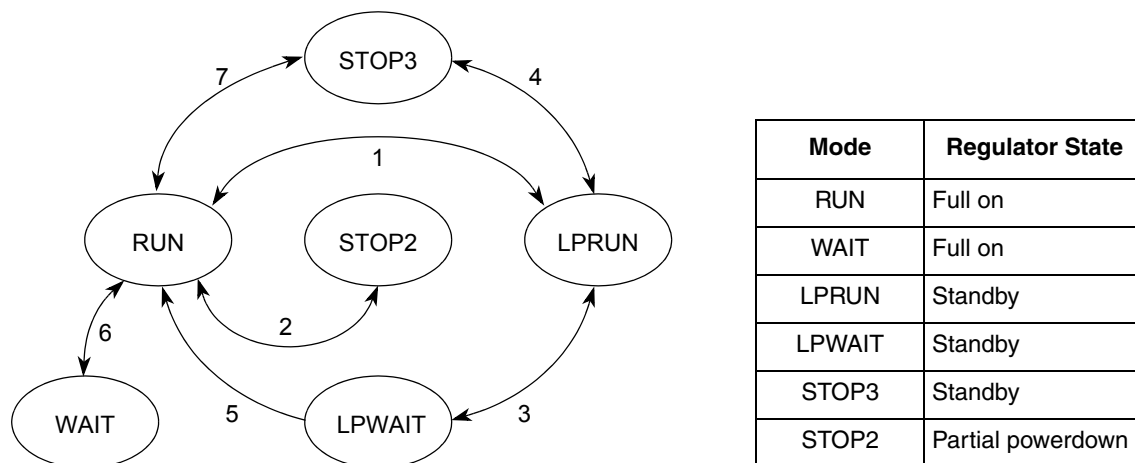 STOP3
7
4
1
RUN
STOP2
LPRUN
2
6
WAIT
5
LPWAIT
3
Mode Regulator State
RUN Full on
WAIT Full on
LPRUN Standby
LPWAIT Standby
STOP3 Standby
STOP2 Partial powerdown